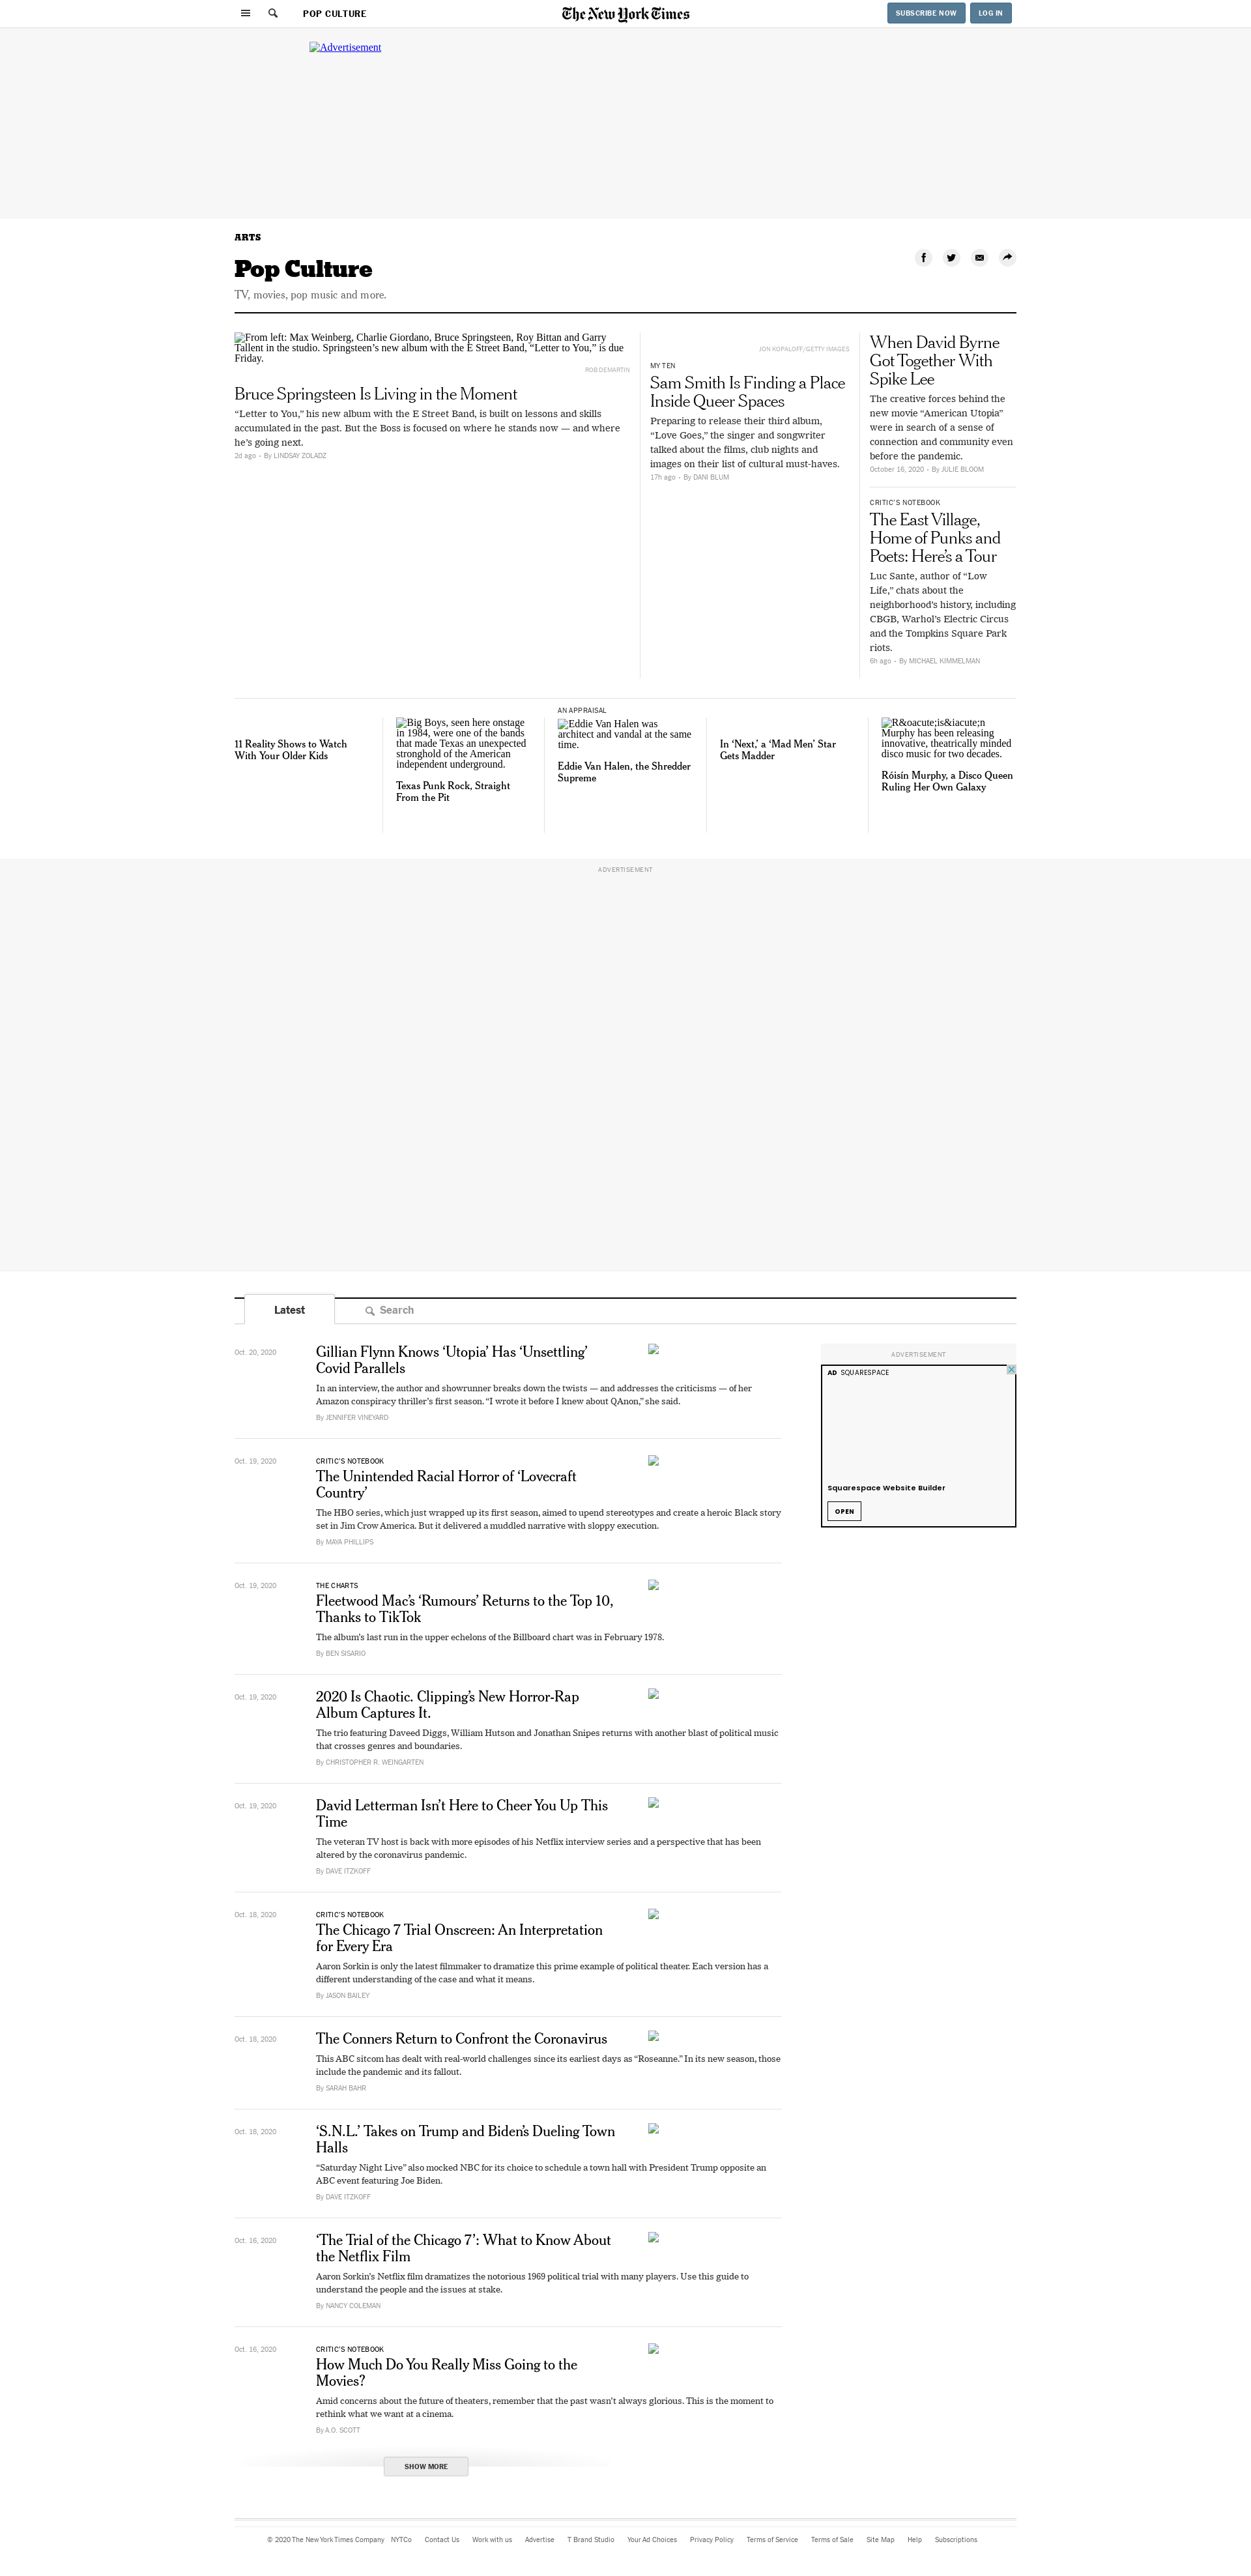 POP CULTURE
The New York Times
SUBSCRIBE NOW
LOG IN
Advertisement
ARTS
Pop Culture
TV, movies, pop music and more.
From left: Max Weinberg, Charlie Giordano, Bruce Springsteen, Roy Bittan and Garry
Tallent in the studio. Springsteen’s new album with the E Street Band, “Letter to You,” is due
Friday.
ROB DEMARTIN
Bruce Springsteen Is Living in the Moment
“Letter to You,” his new album with the E Street Band, is built on lessons and skills
accumulated in the past. But the Boss is focused on where he stands now — and where
he’s going next.
2d ago • By LINDSAY ZOLADZ
JON KOPALOFF/GETTY IMAGES
MY TEN
Sam Smith Is Finding a Place
Inside Queer Spaces
Preparing to release their third album,
“Love Goes,” the singer and songwriter
talked about the films, club nights and
images on their list of cultural must-haves.
17h ago • By DANI BLUM
When David Byrne
Got Together With
Spike Lee
The creative forces behind the
new movie “American Utopia”
were in search of a sense of
connection and community even
before the pandemic.
October 16, 2020 • By JULIE BLOOM
CRITIC’S NOTEBOOK
The East Village,
Home of Punks and
Poets: Here’s a Tour
Luc Sante, author of “Low
Life,” chats about the
neighborhood’s history, including
CBGB, Warhol’s Electric Circus
and the Tompkins Square Park
riots.
6h ago • By MICHAEL KIMMELMAN
11 Reality Shows to Watch
With Your Older Kids
Big Boys, seen here onstage
in 1984, were one of the bands
that made Texas an unexpected
stronghold of the American
independent underground.
Texas Punk Rock, Straight
From the Pit
AN APPRAISAL
Eddie Van Halen was
architect and vandal at the same
time.
Eddie Van Halen, the Shredder
Supreme
In ‘Next,’ a ‘Mad Men’ Star
Gets Madder
R&oacute;is&iacute;n
Murphy has been releasing
innovative, theatrically minded
disco music for two decades.
Róisín Murphy, a Disco Queen
Ruling Her Own Galaxy
ADVERTISEMENT
Latest
Search
Oct. 20, 2020
Gillian Flynn Knows ‘Utopia’ Has ‘Unsettling’
Covid Parallels
In an interview, the author and showrunner breaks down the twists — and addresses the criticisms — of her
Amazon conspiracy thriller’s first season. “I wrote it before I knew about QAnon,” she said.
By JENNIFER VINEYARD
ADVERTISEMENT
AD SQUARESPACE
Squarespace Website Builder
OPEN
Oct. 19, 2020
CRITIC’S NOTEBOOK
The Unintended Racial Horror of ‘Lovecraft
Country’
The HBO series, which just wrapped up its first season, aimed to upend stereotypes and create a heroic Black story
set in Jim Crow America. But it delivered a muddled narrative with sloppy execution.
By MAYA PHILLIPS
Oct. 19, 2020
THE CHARTS
Fleetwood Mac’s ‘Rumours’ Returns to the Top 10,
Thanks to TikTok
The album’s last run in the upper echelons of the Billboard chart was in February 1978.
By BEN SISARIO
Oct. 19, 2020
2020 Is Chaotic. Clipping’s New Horror-Rap
Album Captures It.
The trio featuring Daveed Diggs, William Hutson and Jonathan Snipes returns with another blast of political music
that crosses genres and boundaries.
By CHRISTOPHER R. WEINGARTEN
Oct. 19, 2020
David Letterman Isn’t Here to Cheer You Up This
Time
The veteran TV host is back with more episodes of his Netflix interview series and a perspective that has been
altered by the coronavirus pandemic.
By DAVE ITZKOFF
Oct. 18, 2020
CRITIC’S NOTEBOOK
The Chicago 7 Trial Onscreen: An Interpretation
for Every Era
Aaron Sorkin is only the latest filmmaker to dramatize this prime example of political theater. Each version has a
different understanding of the case and what it means.
By JASON BAILEY
Oct. 18, 2020
The Conners Return to Confront the Coronavirus
This ABC sitcom has dealt with real-world challenges since its earliest days as “Roseanne.” In its new season, those
include the pandemic and its fallout.
By SARAH BAHR
Oct. 18, 2020
‘S.N.L.’ Takes on Trump and Biden’s Dueling Town
Halls
“Saturday Night Live” also mocked NBC for its choice to schedule a town hall with President Trump opposite an
ABC event featuring Joe Biden.
By DAVE ITZKOFF
Oct. 16, 2020
‘The Trial of the Chicago 7’: What to Know About
the Netflix Film
Aaron Sorkin’s Netflix film dramatizes the notorious 1969 political trial with many players. Use this guide to
understand the people and the issues at stake.
By NANCY COLEMAN
Oct. 16, 2020
CRITIC’S NOTEBOOK
How Much Do You Really Miss Going to the
Movies?
Amid concerns about the future of theaters, remember that the past wasn’t always glorious. This is the moment to
rethink what we want at a cinema.
By A.O. SCOTT
SHOW MORE
© 2020 The New York Times Company NYTCo Contact Us Work with us Advertise T Brand Studio Your Ad Choices Privacy Policy Terms of Service Terms of Sale Site Map Help Subscriptions